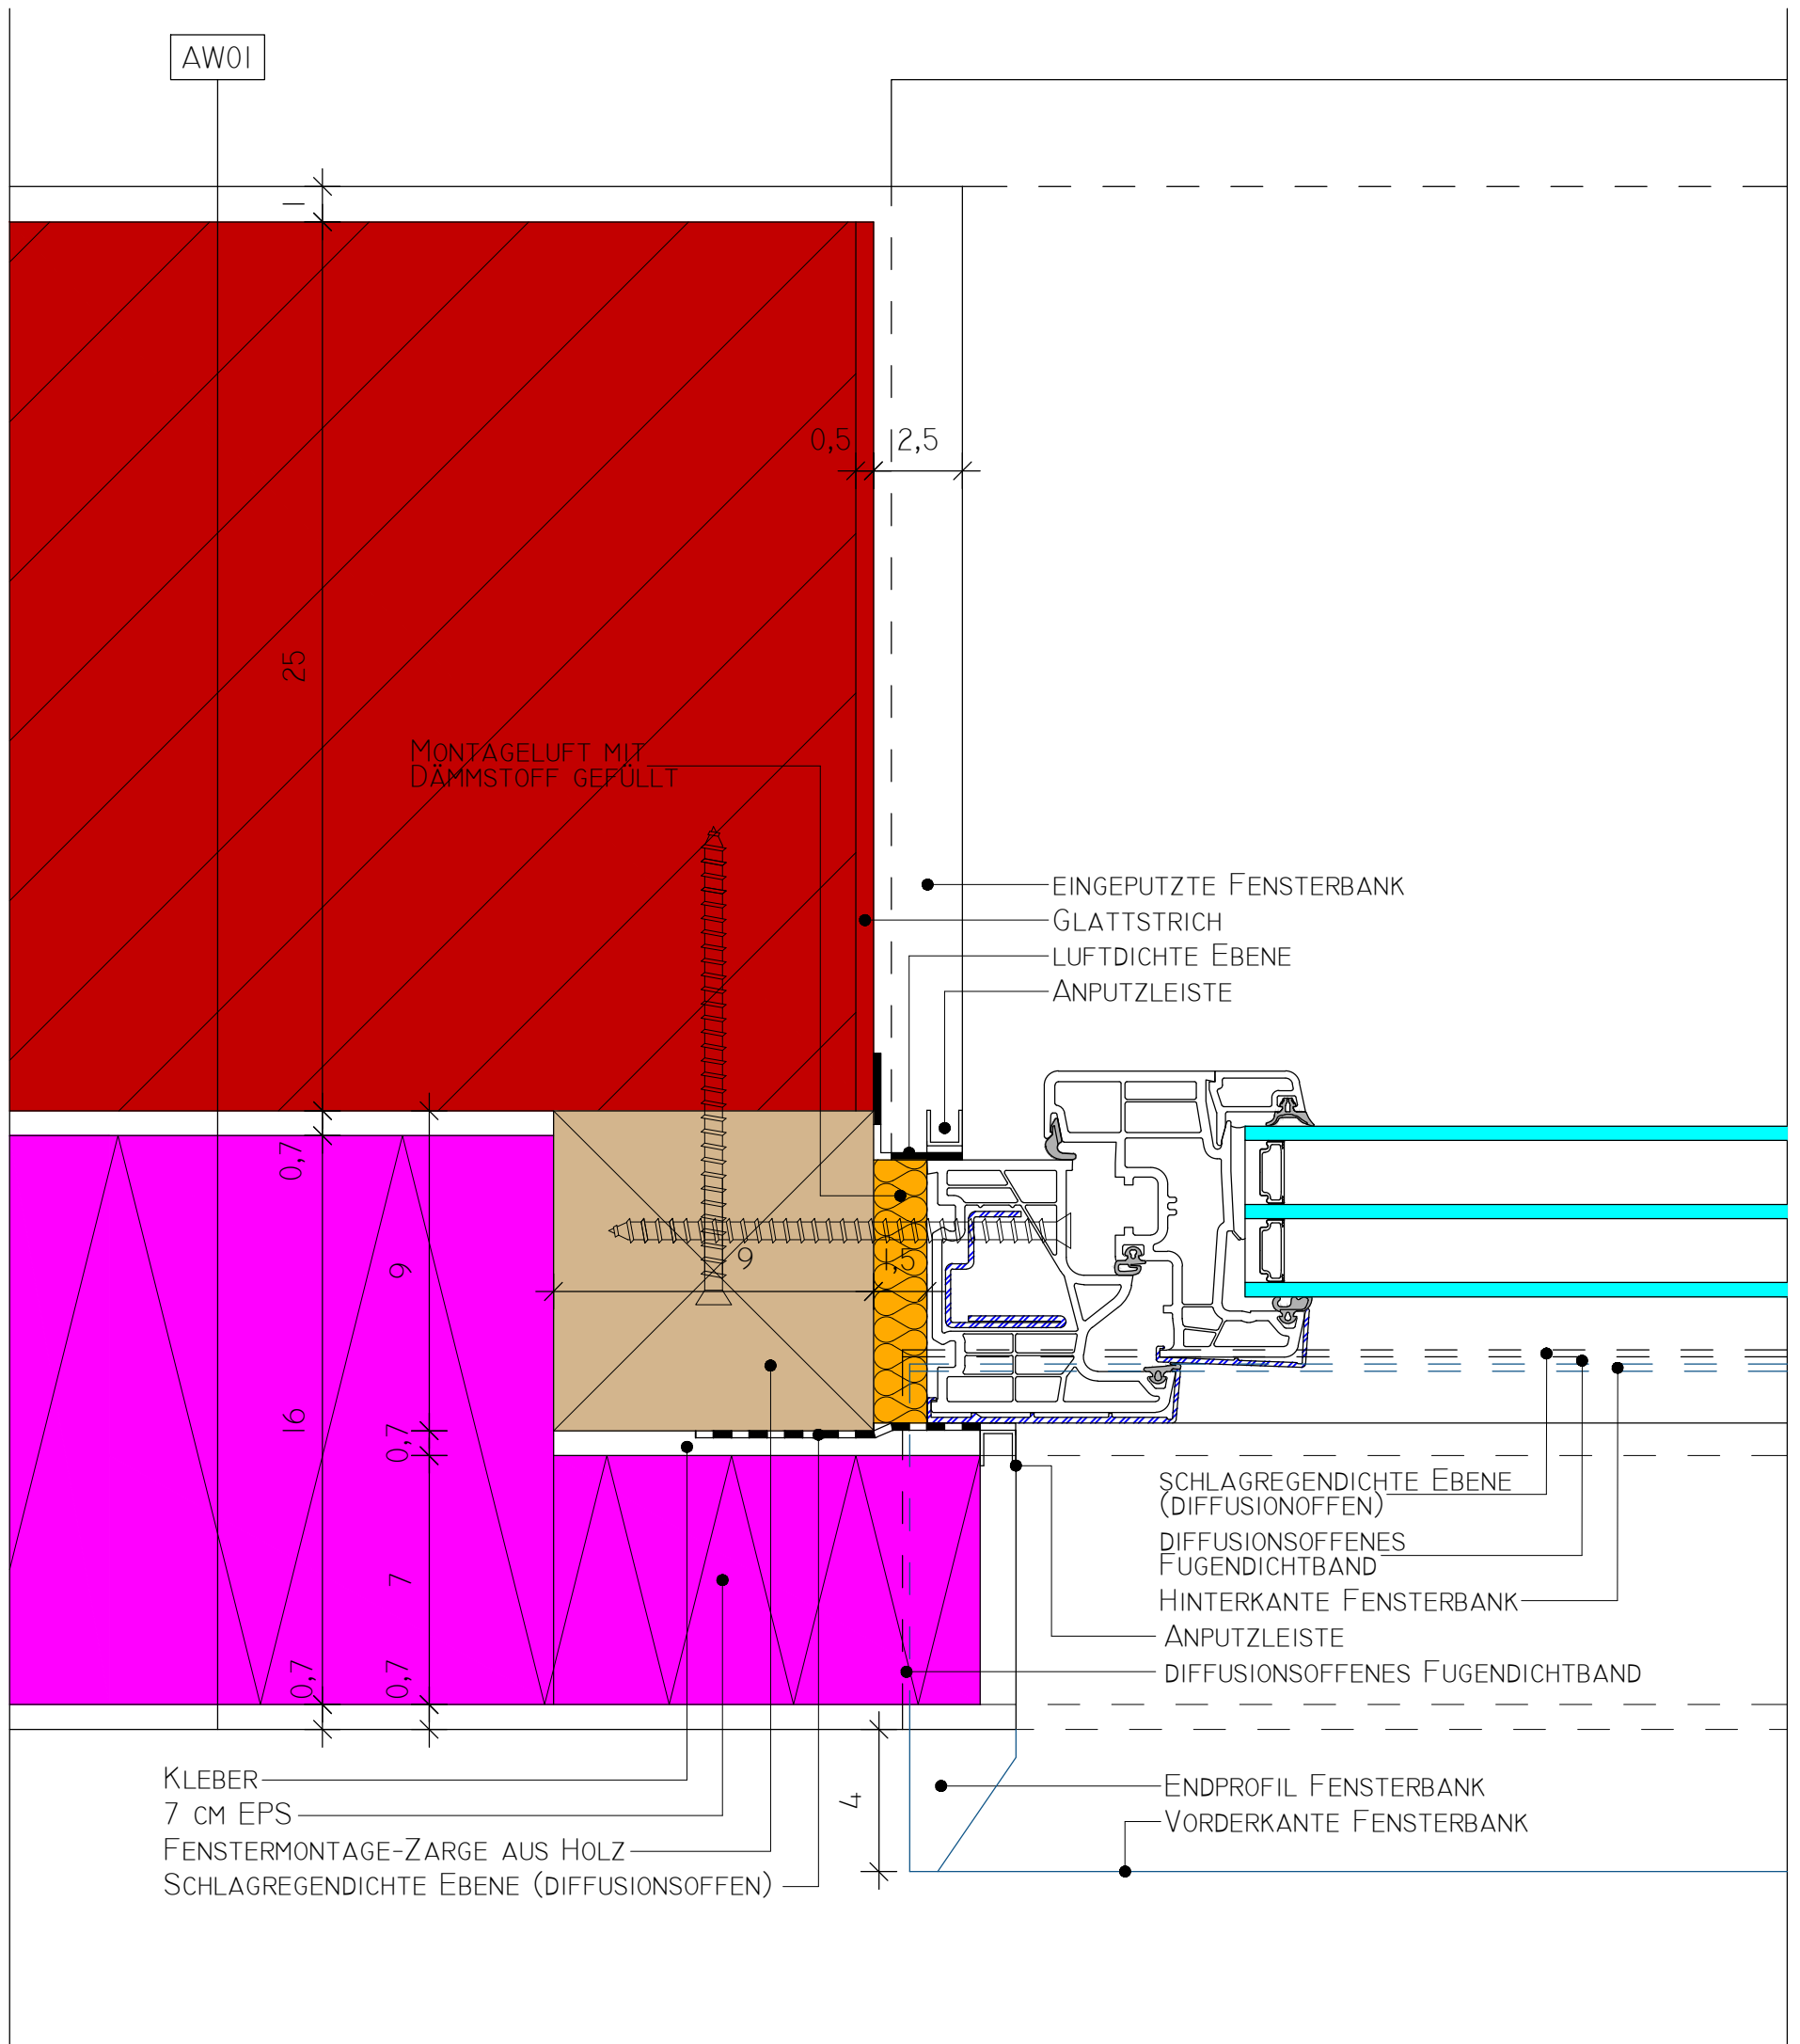 AW01
1
0,5
2,5
25
MONTAGELUFT MIT
DÄMMSTOFF GEFÜLLT
EINGEPUTZTE FENSTERBANK
GLATTSTRICH
LUFTDICHTE EBENE
ANPUTZLEISTE
0,7
9
9
1,5
16
0,7
SCHLAGREGENDICHTE EBENE
(DIFFUSIONOFFEN)
DIFFUSIONSOFFENES
FUGENDICHTBAND
HINTERKANTE FENSTERBANK
7
ANPUTZLEISTE
DIFFUSIONSOFFENES FUGENDICHTBAND
0,7
0,7
KLEBER
7 CM EPS
FENSTERMONTAGE-ZARGE AUS HOLZ
SCHLAGREGENDICHTE EBENE (DIFFUSIONSOFFEN)
4
ENDPROFIL FENSTERBANK
VORDERKANTE FENSTERBANK